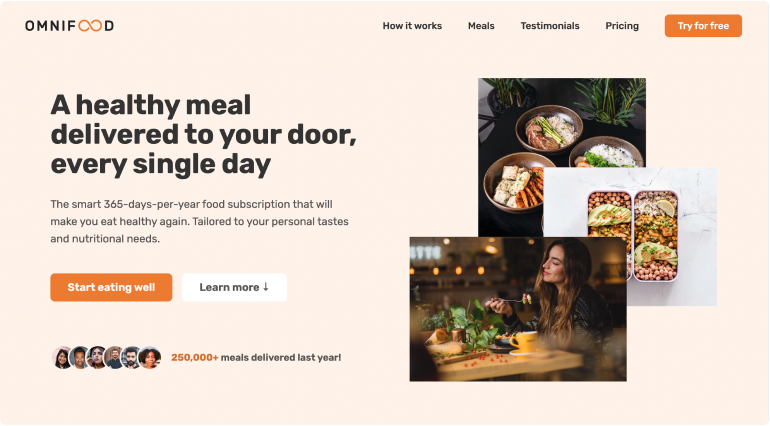 OMNIFOOD
How it works
Meals
Testimonials
Pricing
Try for free
A healthy meal
delivered to your door,
every single day
The smart 365-days-per-year food subscription that will
make you eat healthy again. Tailored to your personal tastes
and nutritional needs.
Start eating well
Learn more ↓
250,000+ meals delivered last year!